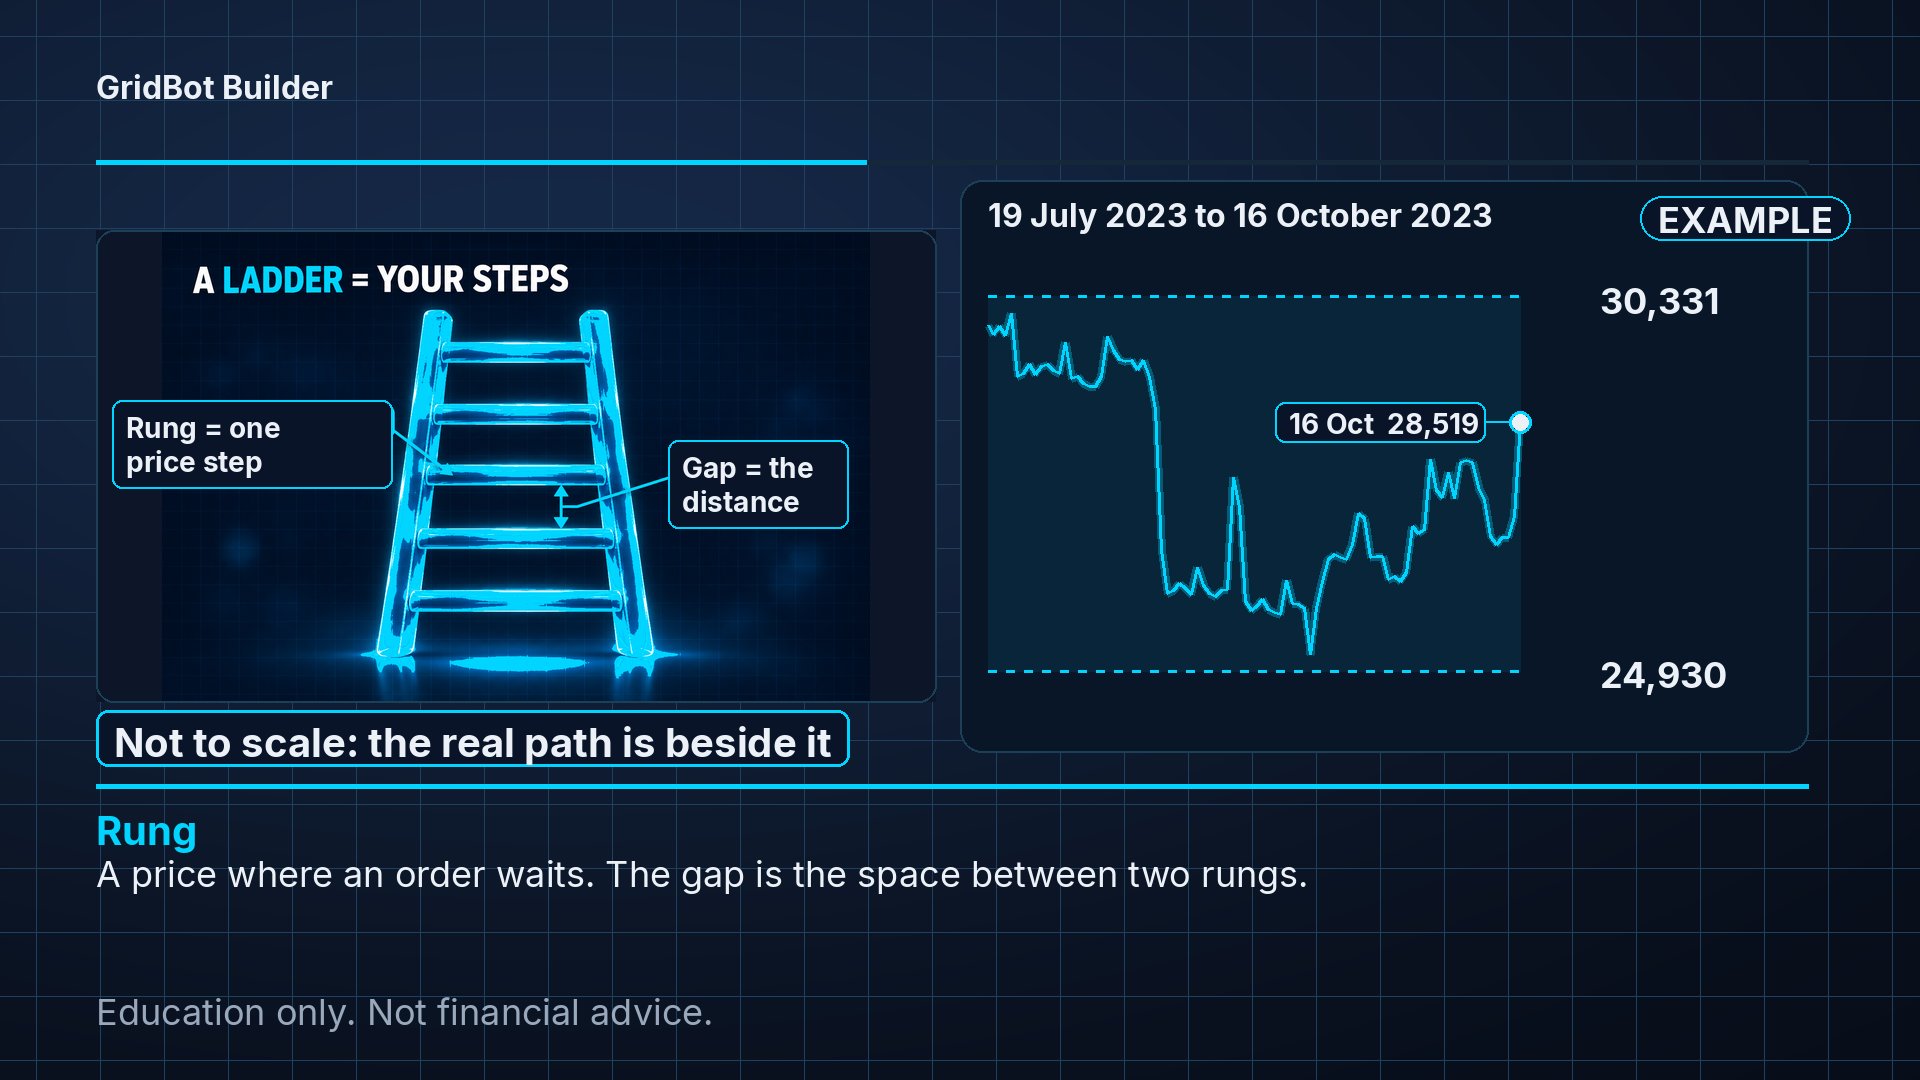 GridBot Builder
A LADDER = YOUR STEPS
Rung = one
price step
Gap = the
distance
Not to scale: the real path is beside it
19 July 2023 to 16 October 2023
EXAMPLE
30,331
16 Oct 28,519
24,930
Rung
A price where an order waits. The gap is the space between two rungs.
Education only. Not financial advice.